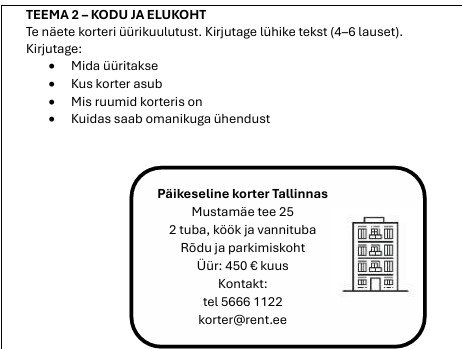 TEEMA 2 – KODU JA ELUKOHT
Te näete korteri üürikuulutust. Kirjutage lühike tekst (4–6 lauset).
Kirjutage:
• Mida üüritakse
• Kus korter asub
• Mis ruumid korteris on
• Kuidas saab omanikuga ühendust
Päikeseline korter Tallinnas
Mustamäe tee 25
2 tuba, köök ja vannituba
Rõdu ja parkimiskoht
Üür: 450 € kuus
Kontakt:
tel 5666 1122
korter@rent.ee